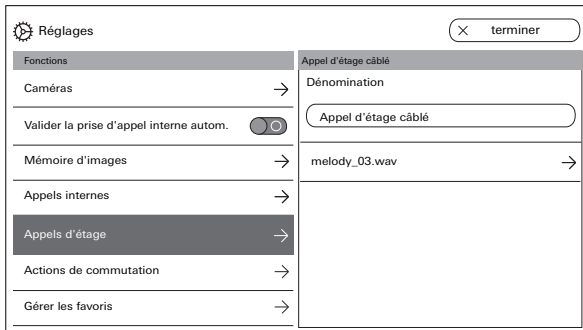 Réglages
× terminer
Fonctions
Caméras
Valider la prise d'appel interne autom.
Mémoire d'images
Appels internes
Appels d'étage
Actions de commutation
Gérer les favoris
Appel d'étage câblé
Dénomination
Appel d'étage câblé
melody_03.wav